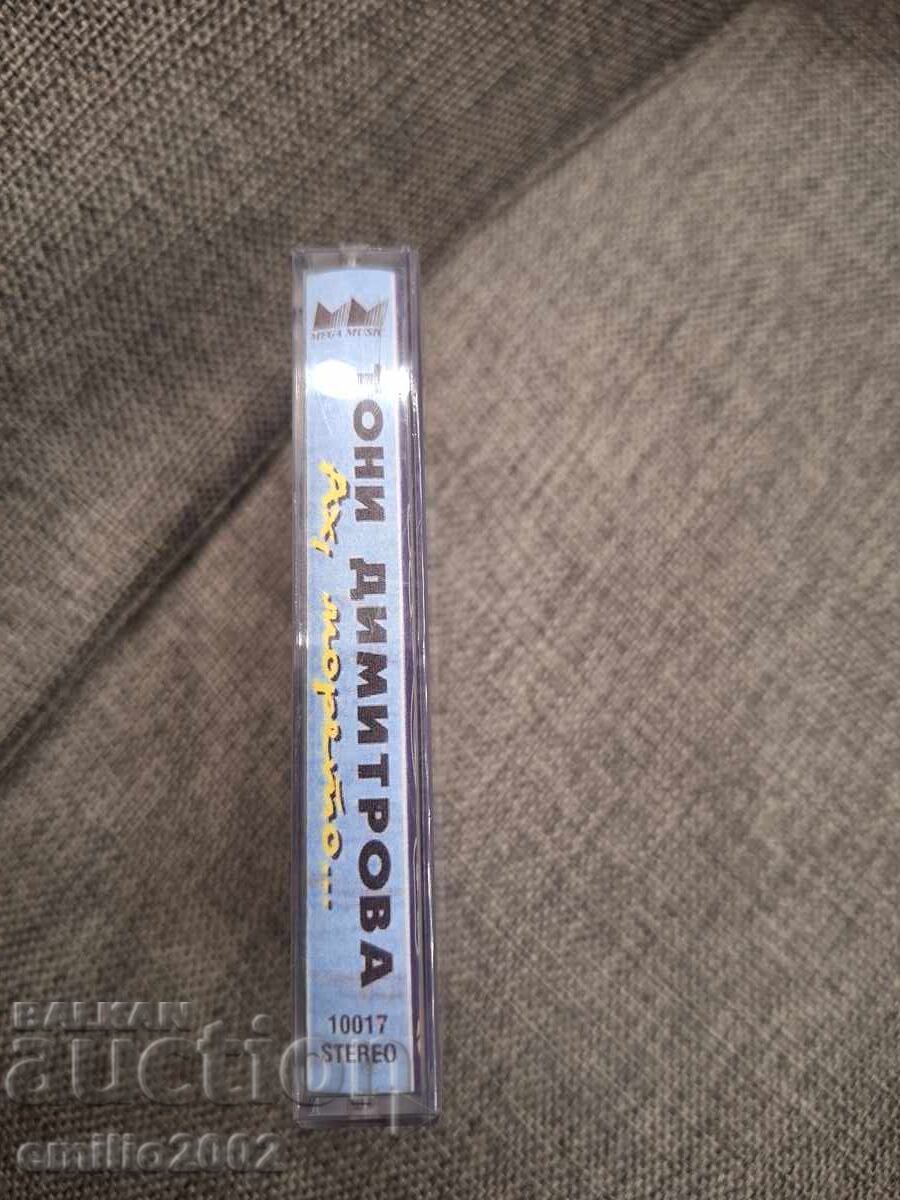 MEGA MUSIC
ТОНИ ДИМИТРОВА
Ах, морето...
10017
STEREO
BALKAN
auction
emilio2002